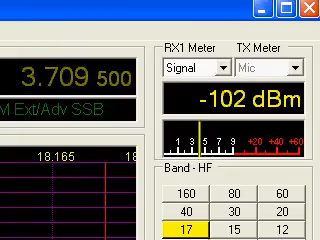 RX1 Meter TX Meter
Signal Mic
3.709 500
-102 dBm
Ext/Adv SSB
1 3 5 7 9 +20 +40 +60
18.165 18
Band - HF
160 80 60
40 30 20
17 15 12